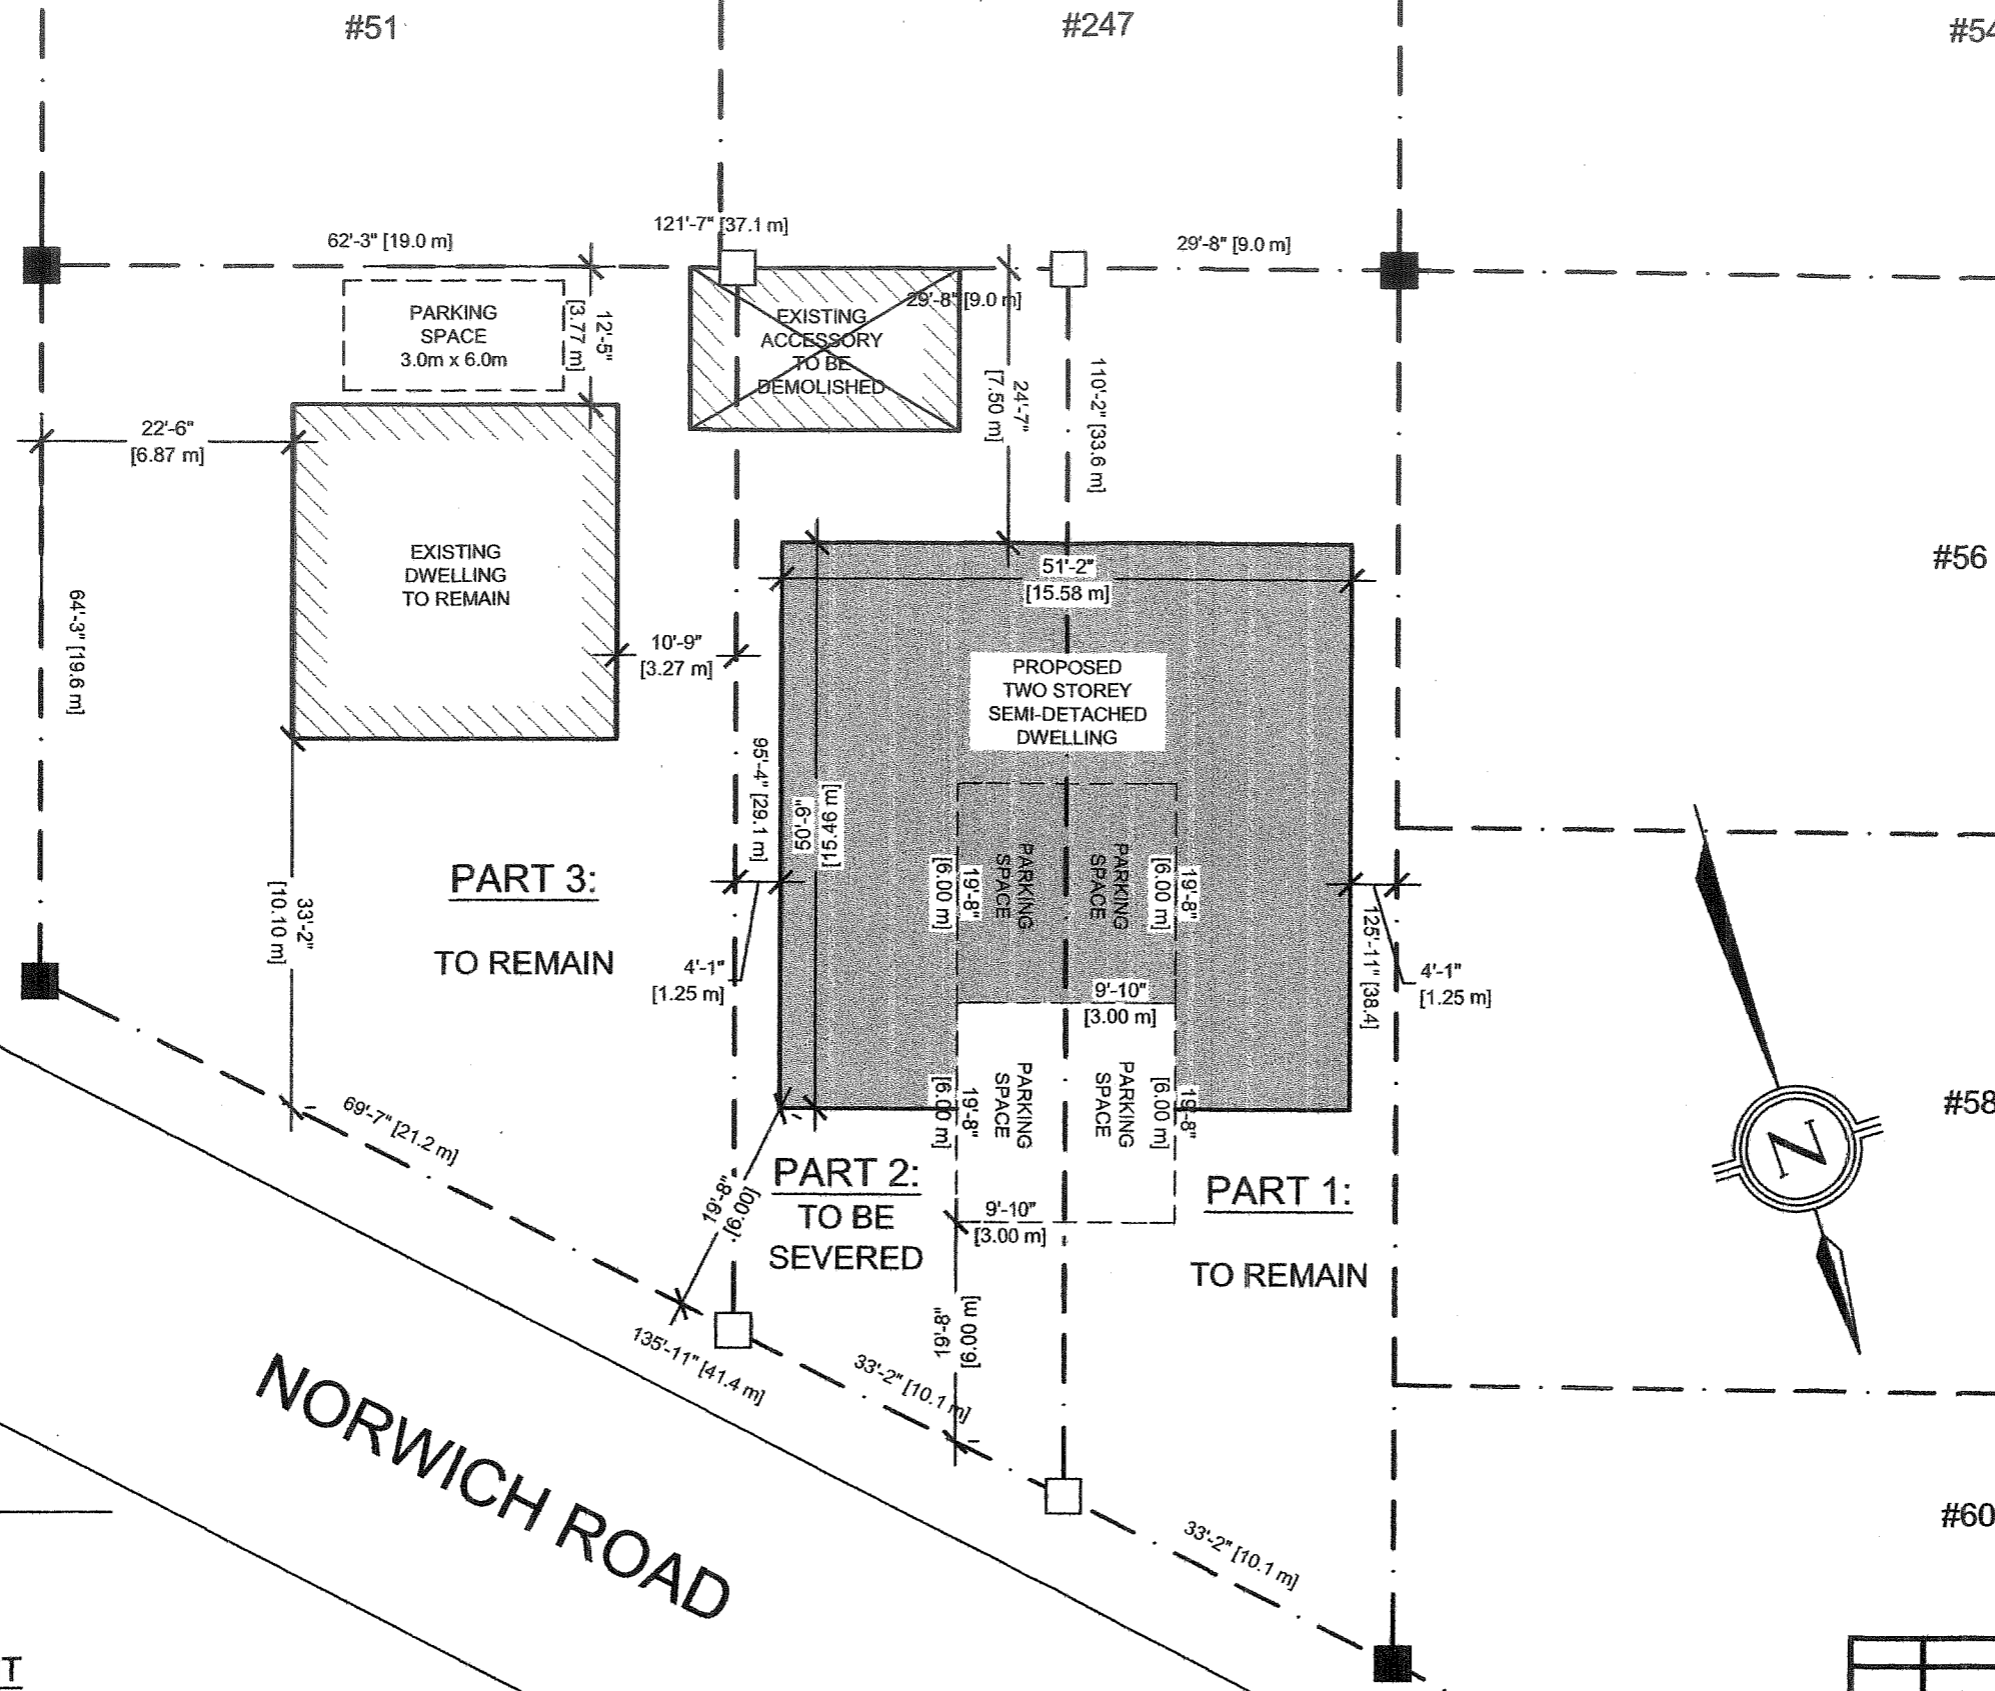 #51
#247
121'-7" [37.1 m]
62'-3" [19.0 m]
29'-8" [9.0 m]
PARKING
SPACE
3.0m x 6.0m
12'-5"
[3.77 m]
29'-8" [9.0 m]
EXISTING
ACCESSORY
TO BE
DEMOLISHED
24'-7"
[7.50 m]
110'-2" [33.6 m]
22'-6"
[6.87 m]
EXISTING
DWELLING
TO REMAIN
64'-3" [19.6 m]
10'-9"
[3.27 m]
51'-2"
[15.58 m]
PROPOSED
TWO STOREY
SEMI-DETACHED
DWELLING
#56
95'-4" [29.1 m]
50'-9"
[15.46 m]
PARKING
SPACE
19'-8"
[6.00 m]
PARKING
SPACE
19'-8"
[6.00 m]
PART 3:
TO REMAIN
33'-2"
[10.10 m]
4'-1"
[1.25 m]
9'-10"
[3.00 m]
125'-11" [38.4]
4'-1"
[1.25 m]
PARKING
SPACE
19'-8"
[6.00 m]
PARKING
SPACE
19'-8"
[6.00 m]
#58
69'-7" [21.2 m]
19'-8"
[6.00]
PART 2:
TO BE
SEVERED
9'-10"
[3.00 m]
PART 1:
TO REMAIN
N
19'-8"
[6.00 m]
135'-11" [41.4 m]
33'-2" [10.1 m]
33'-2" [10.1 m]
NORWICH ROAD
#60
T